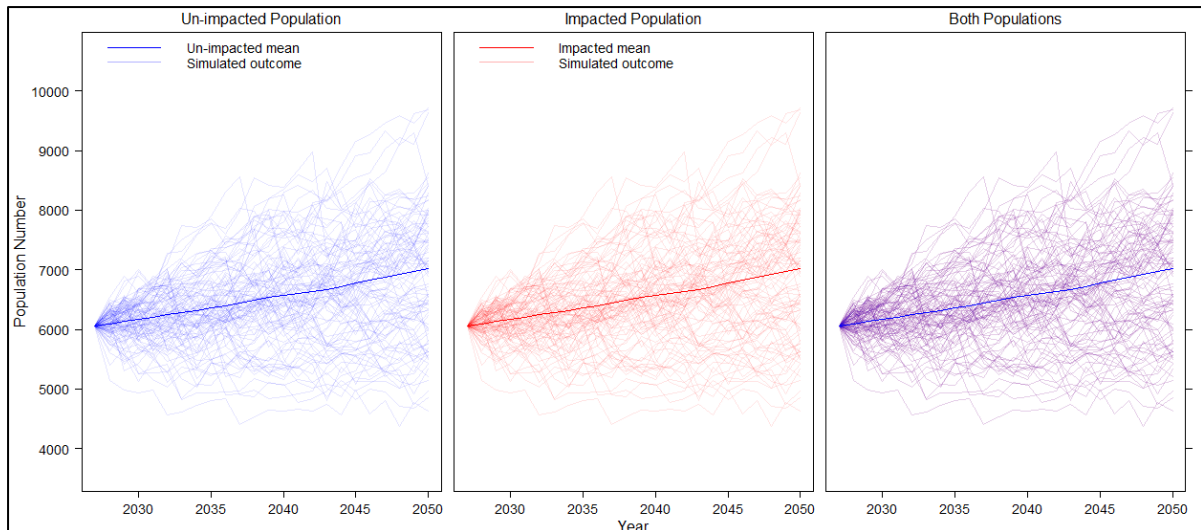 Un-impacted Population
Impacted Population
Both Populations
Un-impacted mean
Simulated outcome
Impacted mean
Simulated outcome
Population Number
10000
9000
8000
7000
6000
5000
4000
2030 2035 2040 2045 2050
2030 2035 2040 2045 2050
2030 2035 2040 2045 2050
Year